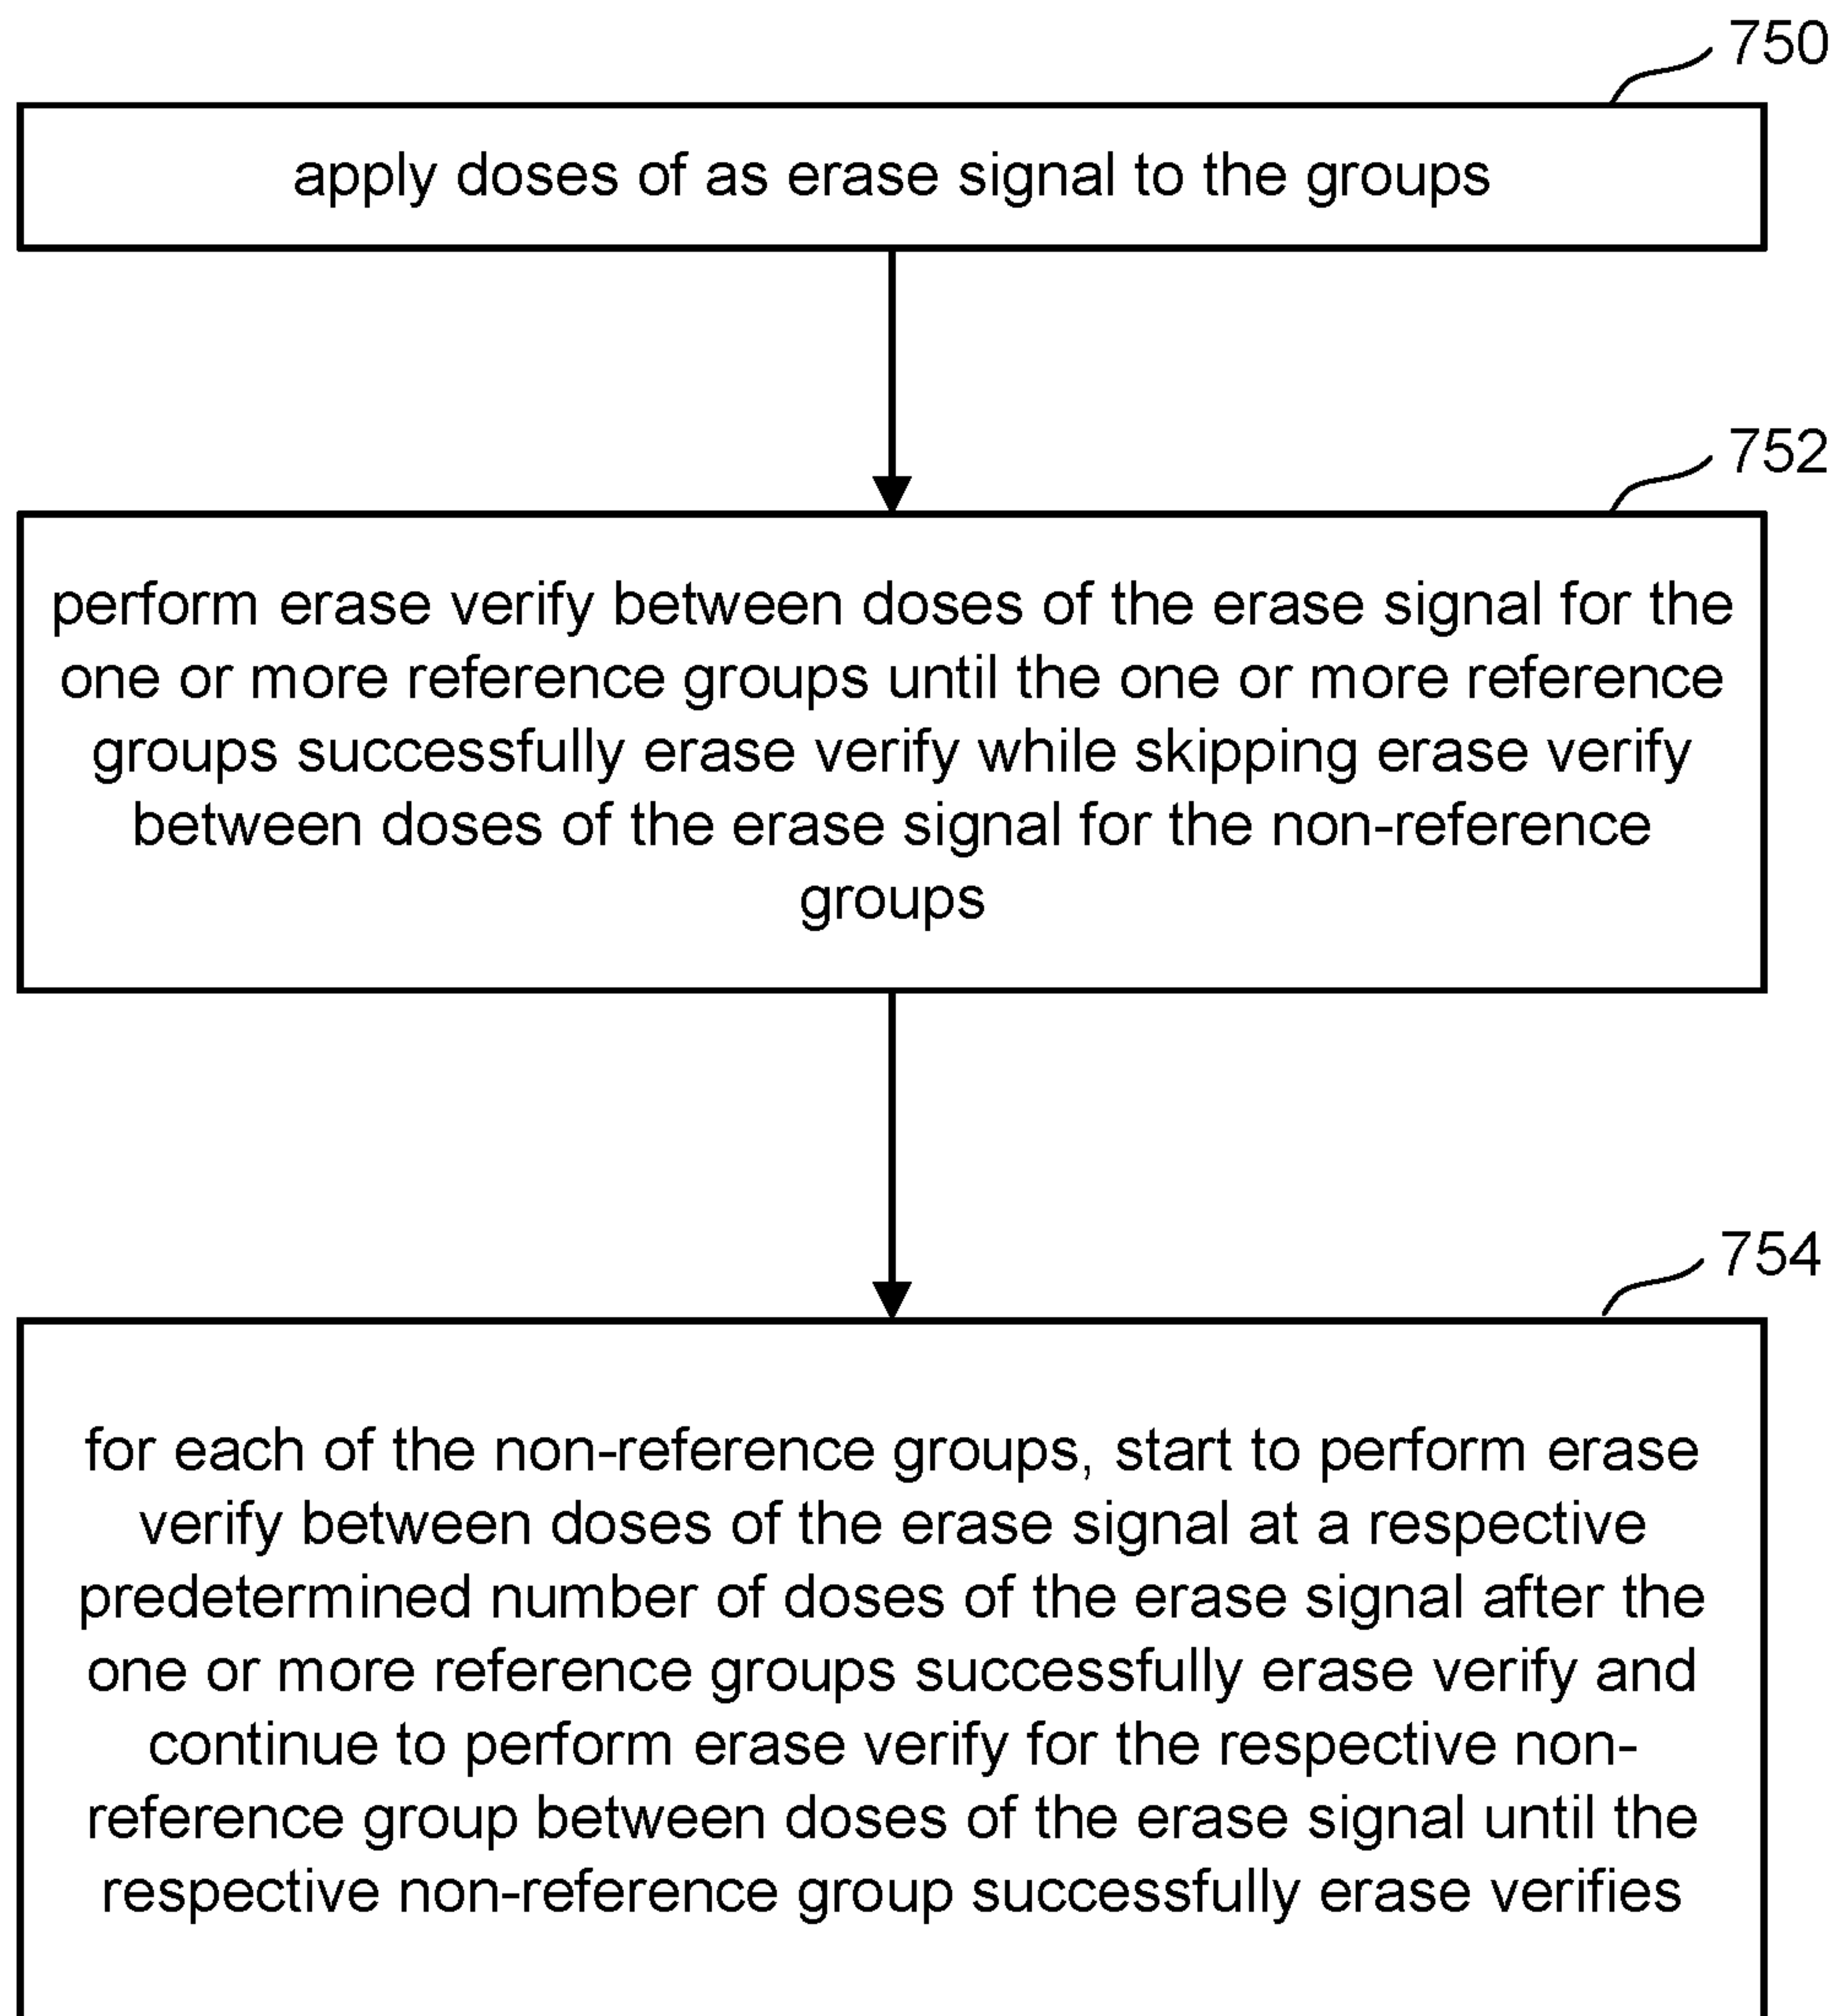 750
apply doses of as erase signal to the groups
752
perform erase verify between doses of the erase signal for the
one or more reference groups until the one or more reference
groups successfully erase verify while skipping erase verify
between doses of the erase signal for the non-reference
groups
754
for each of the non-reference groups, start to perform erase
verify between doses of the erase signal at a respective
predetermined number of doses of the erase signal after the
one or more reference groups successfully erase verify and
continue to perform erase verify for the respective non-
reference group between doses of the erase signal until the
respective non-reference group successfully erase verifies